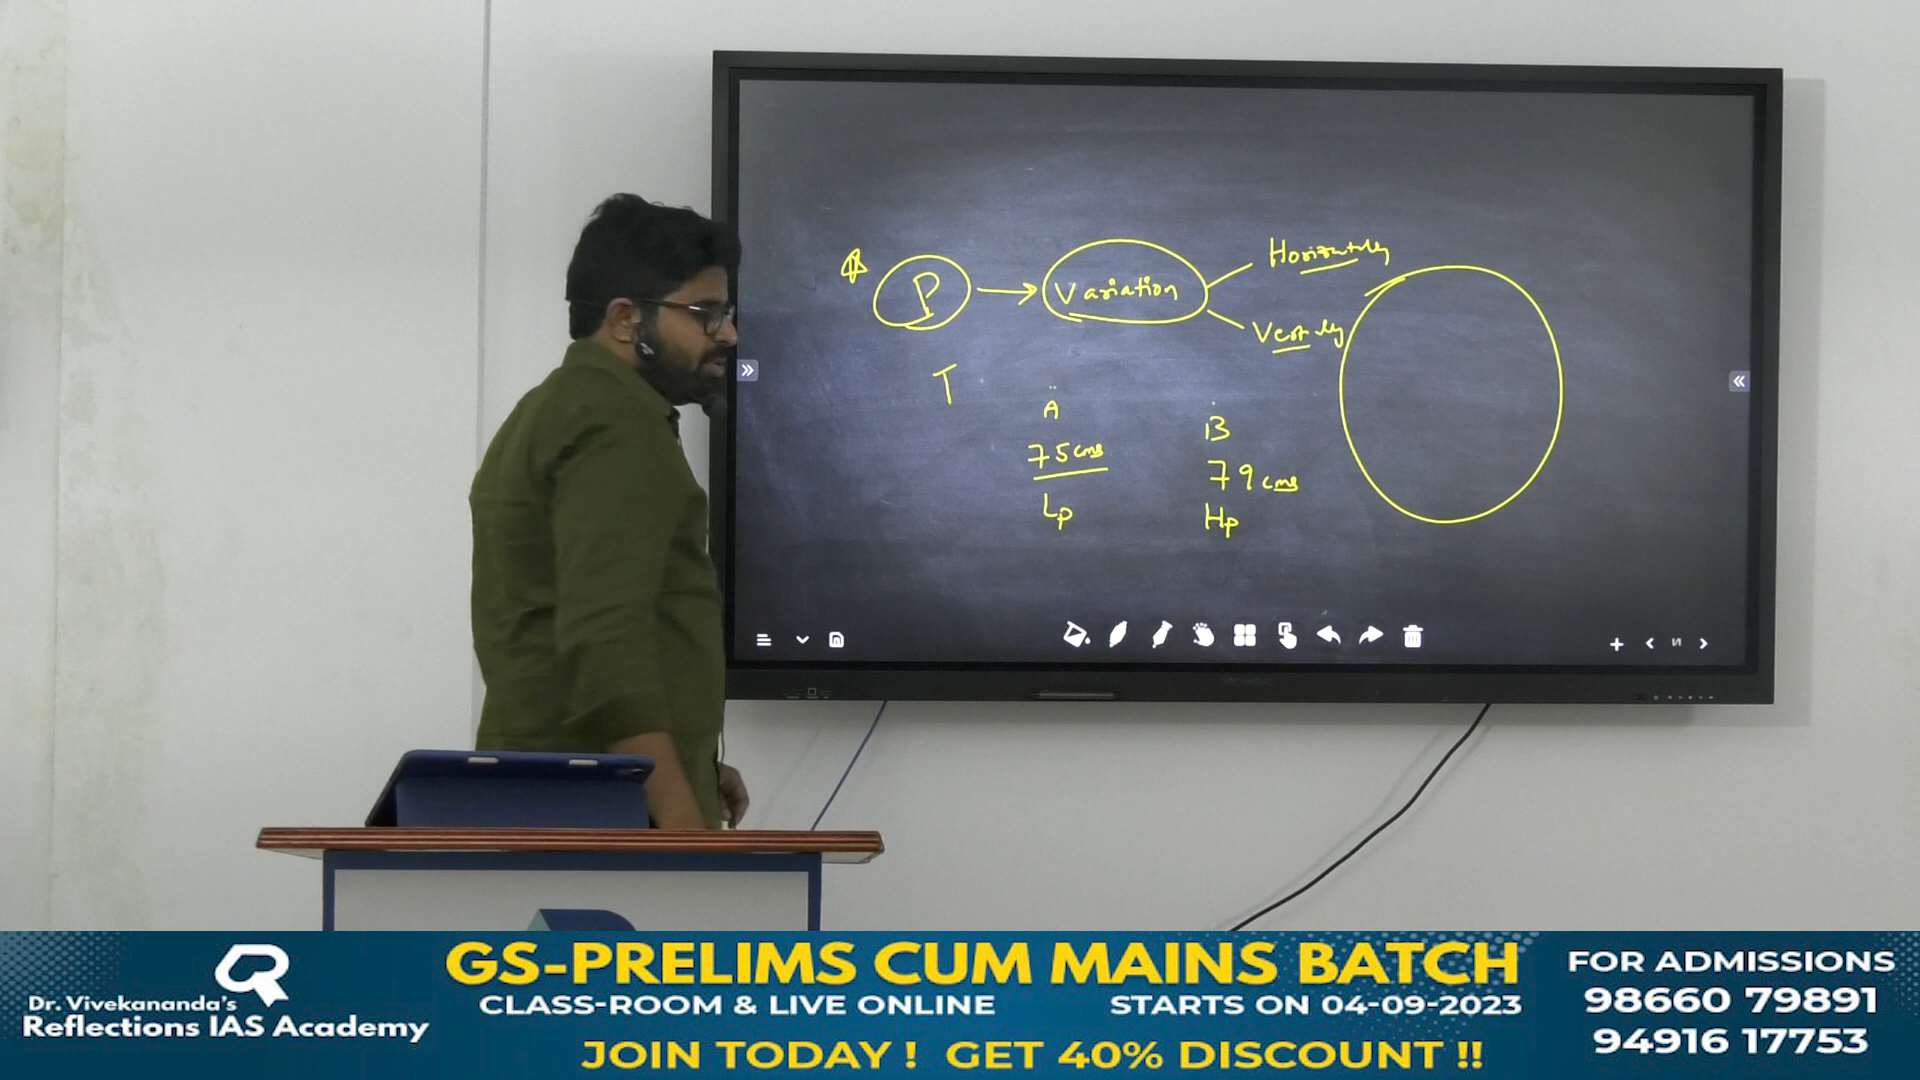 P
Variation
Horizontally
Vertically
T
A
75cms
Lp
B
79cms
Hp
Dr. Vivekananda's
Reflections IAS Academy
GS-PRELIMS CUM MAINS BATCH
CLASS-ROOM & LIVE ONLINE STARTS ON 04-09-2023
JOIN TODAY ! GET 40% DISCOUNT !!
FOR ADMISSIONS
98660 79891
94916 17753